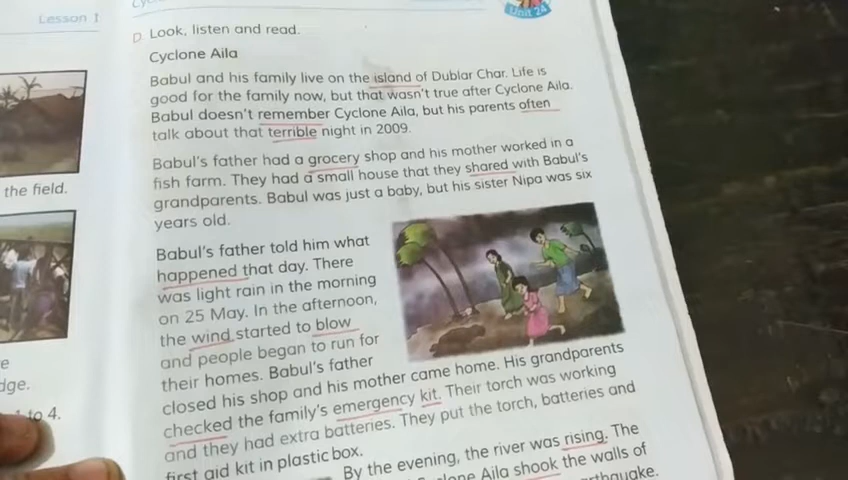 Lesson 1
Unit 24
D. Look, listen and read.
Cyclone Aila
Babul and his family live on the island of Dublar Char. Life is
good for the family now, but that wasn't true after Cyclone Aila.
Babul doesn't remember Cyclone Aila, but his parents often
talk about that terrible night in 2009.
Babul's father had a grocery shop and his mother worked in a
fish farm. They had a small house that they shared with Babul's
grandparents. Babul was just a baby, but his sister Nipa was six
years old.
Babul's father told him what
happened that day. There
was light rain in the morning
on 25 May. In the afternoon,
the wind started to blow
and people began to run for
their homes. Babul's father
closed his shop and his mother came home. His grandparents
checked the family's emergency kit. Their torch was working
and they had extra batteries. They put the torch, batteries and
first aid kit in plastic box.
By the evening, the river was rising. The
Aila shook the walls of
the field.
to 4.